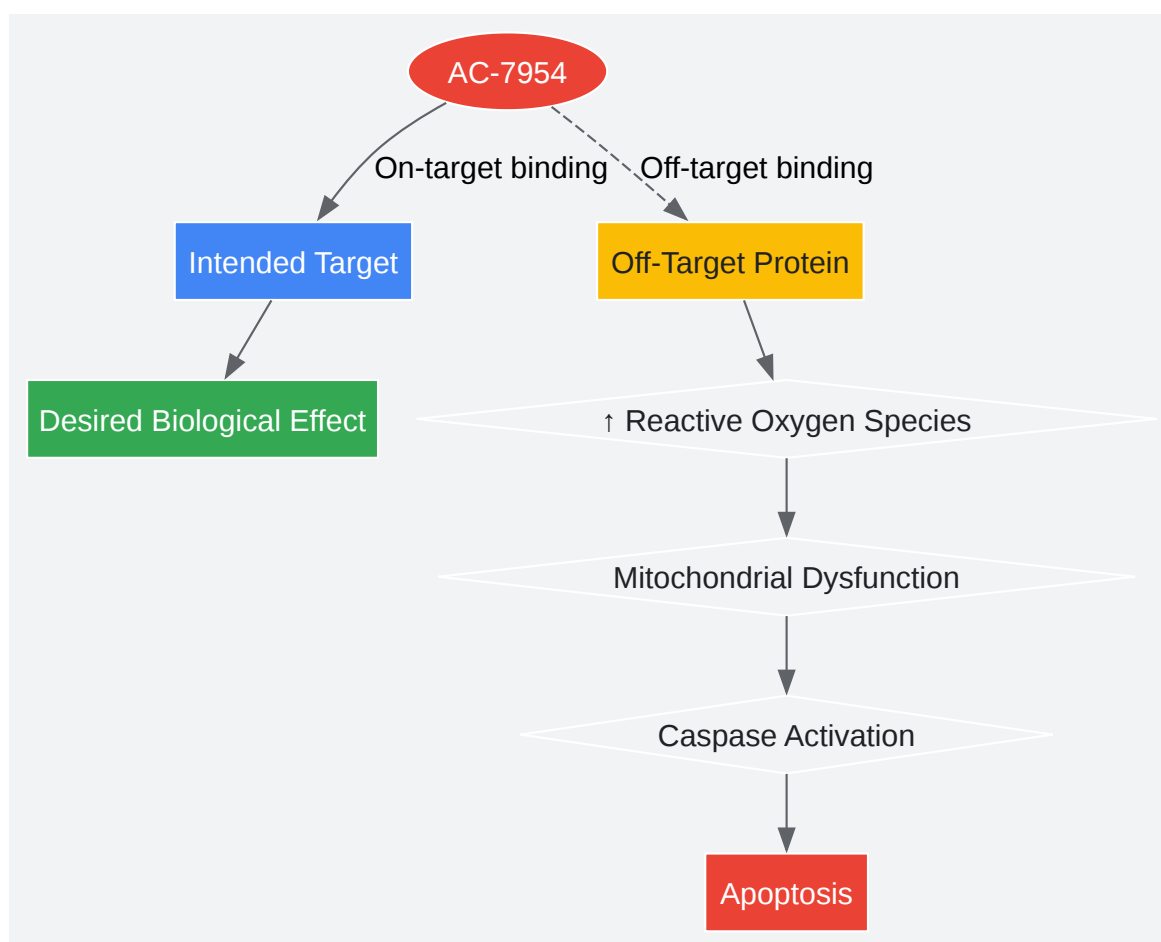 AC-7954
On-target binding
Off-target binding
Intended Target
Off-Target Protein
Desired Biological Effect
↑ Reactive Oxygen Species
Mitochondrial Dysfunction
Caspase Activation
Apoptosis